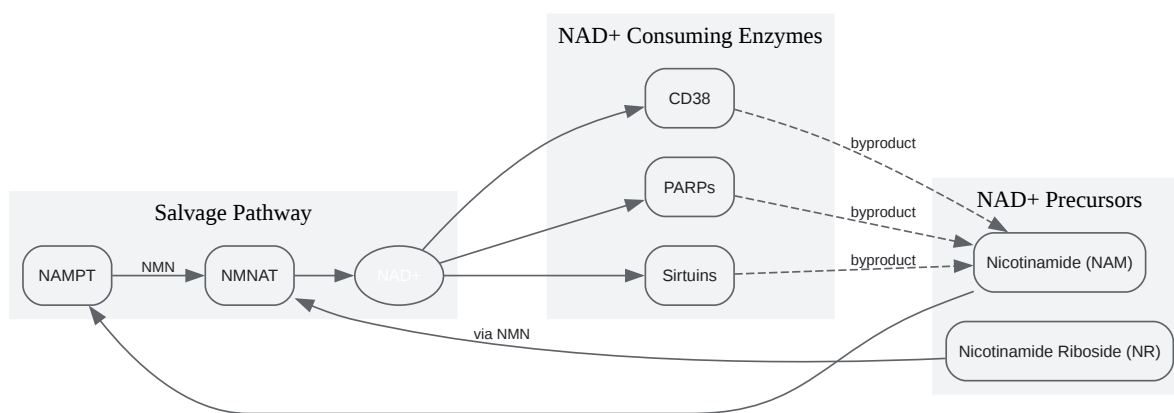 NAD+ Consuming Enzymes
CD38
byproduct
PARPs
Salvage Pathway
NAD+ Precursors
byproduct
NAMPT
NMN
NMNAT
NAD+
Sirtuins
byproduct
Nicotinamide (NAM)
via NMN
Nicotinamide Riboside (NR)